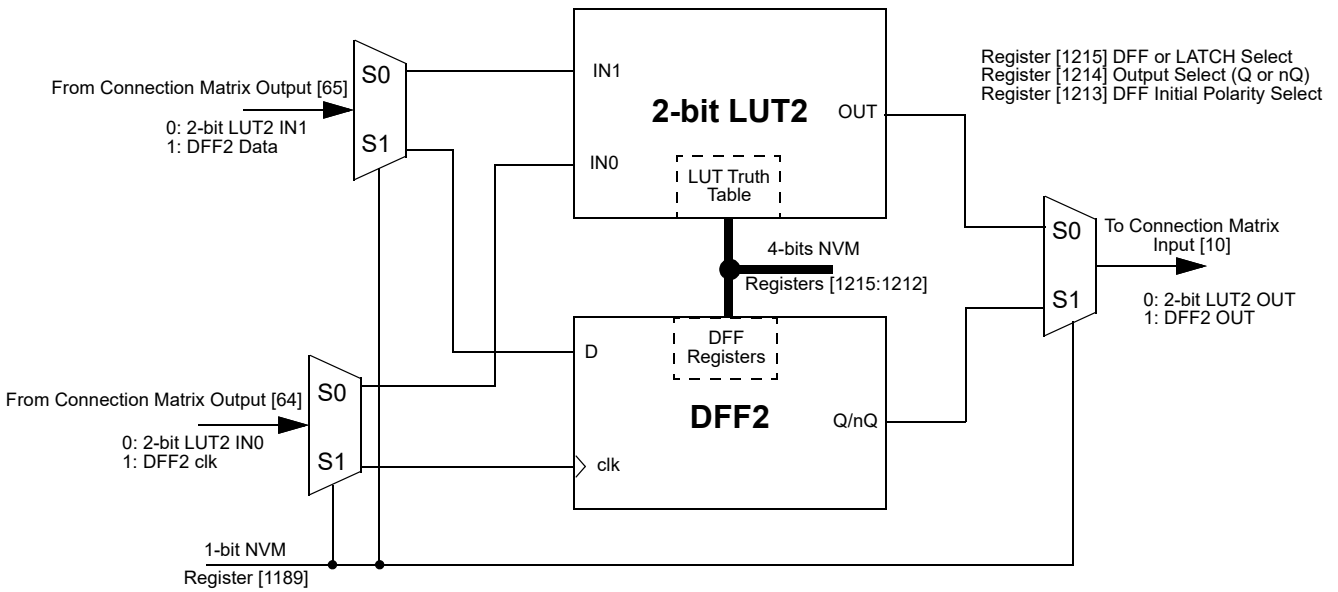 Register [1215] DFF or LATCH Select
Register [1214] Output Select (Q or nQ)
Register [1213] DFF Initial Polarity Select
From Connection Matrix Output [65]
0: 2-bit LUT2 IN1
1: DFF2 Data
S0
S1
IN1
IN0
2-bit LUT2
OUT
LUT Truth
Table
4-bits NVM
Registers [1215:1212]
S0
S1
To Connection Matrix
Input [10]
0: 2-bit LUT2 OUT
1: DFF2 OUT
DFF
Registers
D
DFF2
Q/nQ
clk
From Connection Matrix Output [64]
0: 2-bit LUT2 IN0
1: DFF2 clk
S0
S1
1-bit NVM
Register [1189]